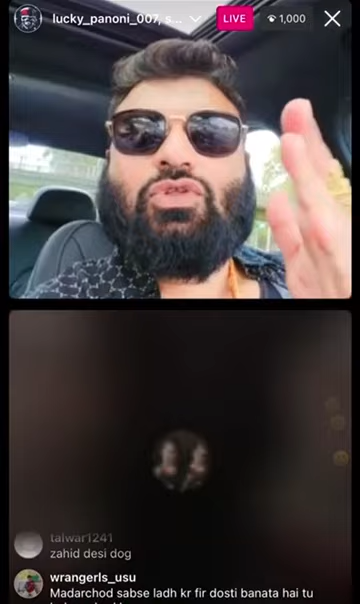 lucky_panoni_007, s...
LIVE
1,000
talwar1241
zahid desi dog
wrangerls_usu
Madarchod sabse ladh kr fir dosti banata hai tu